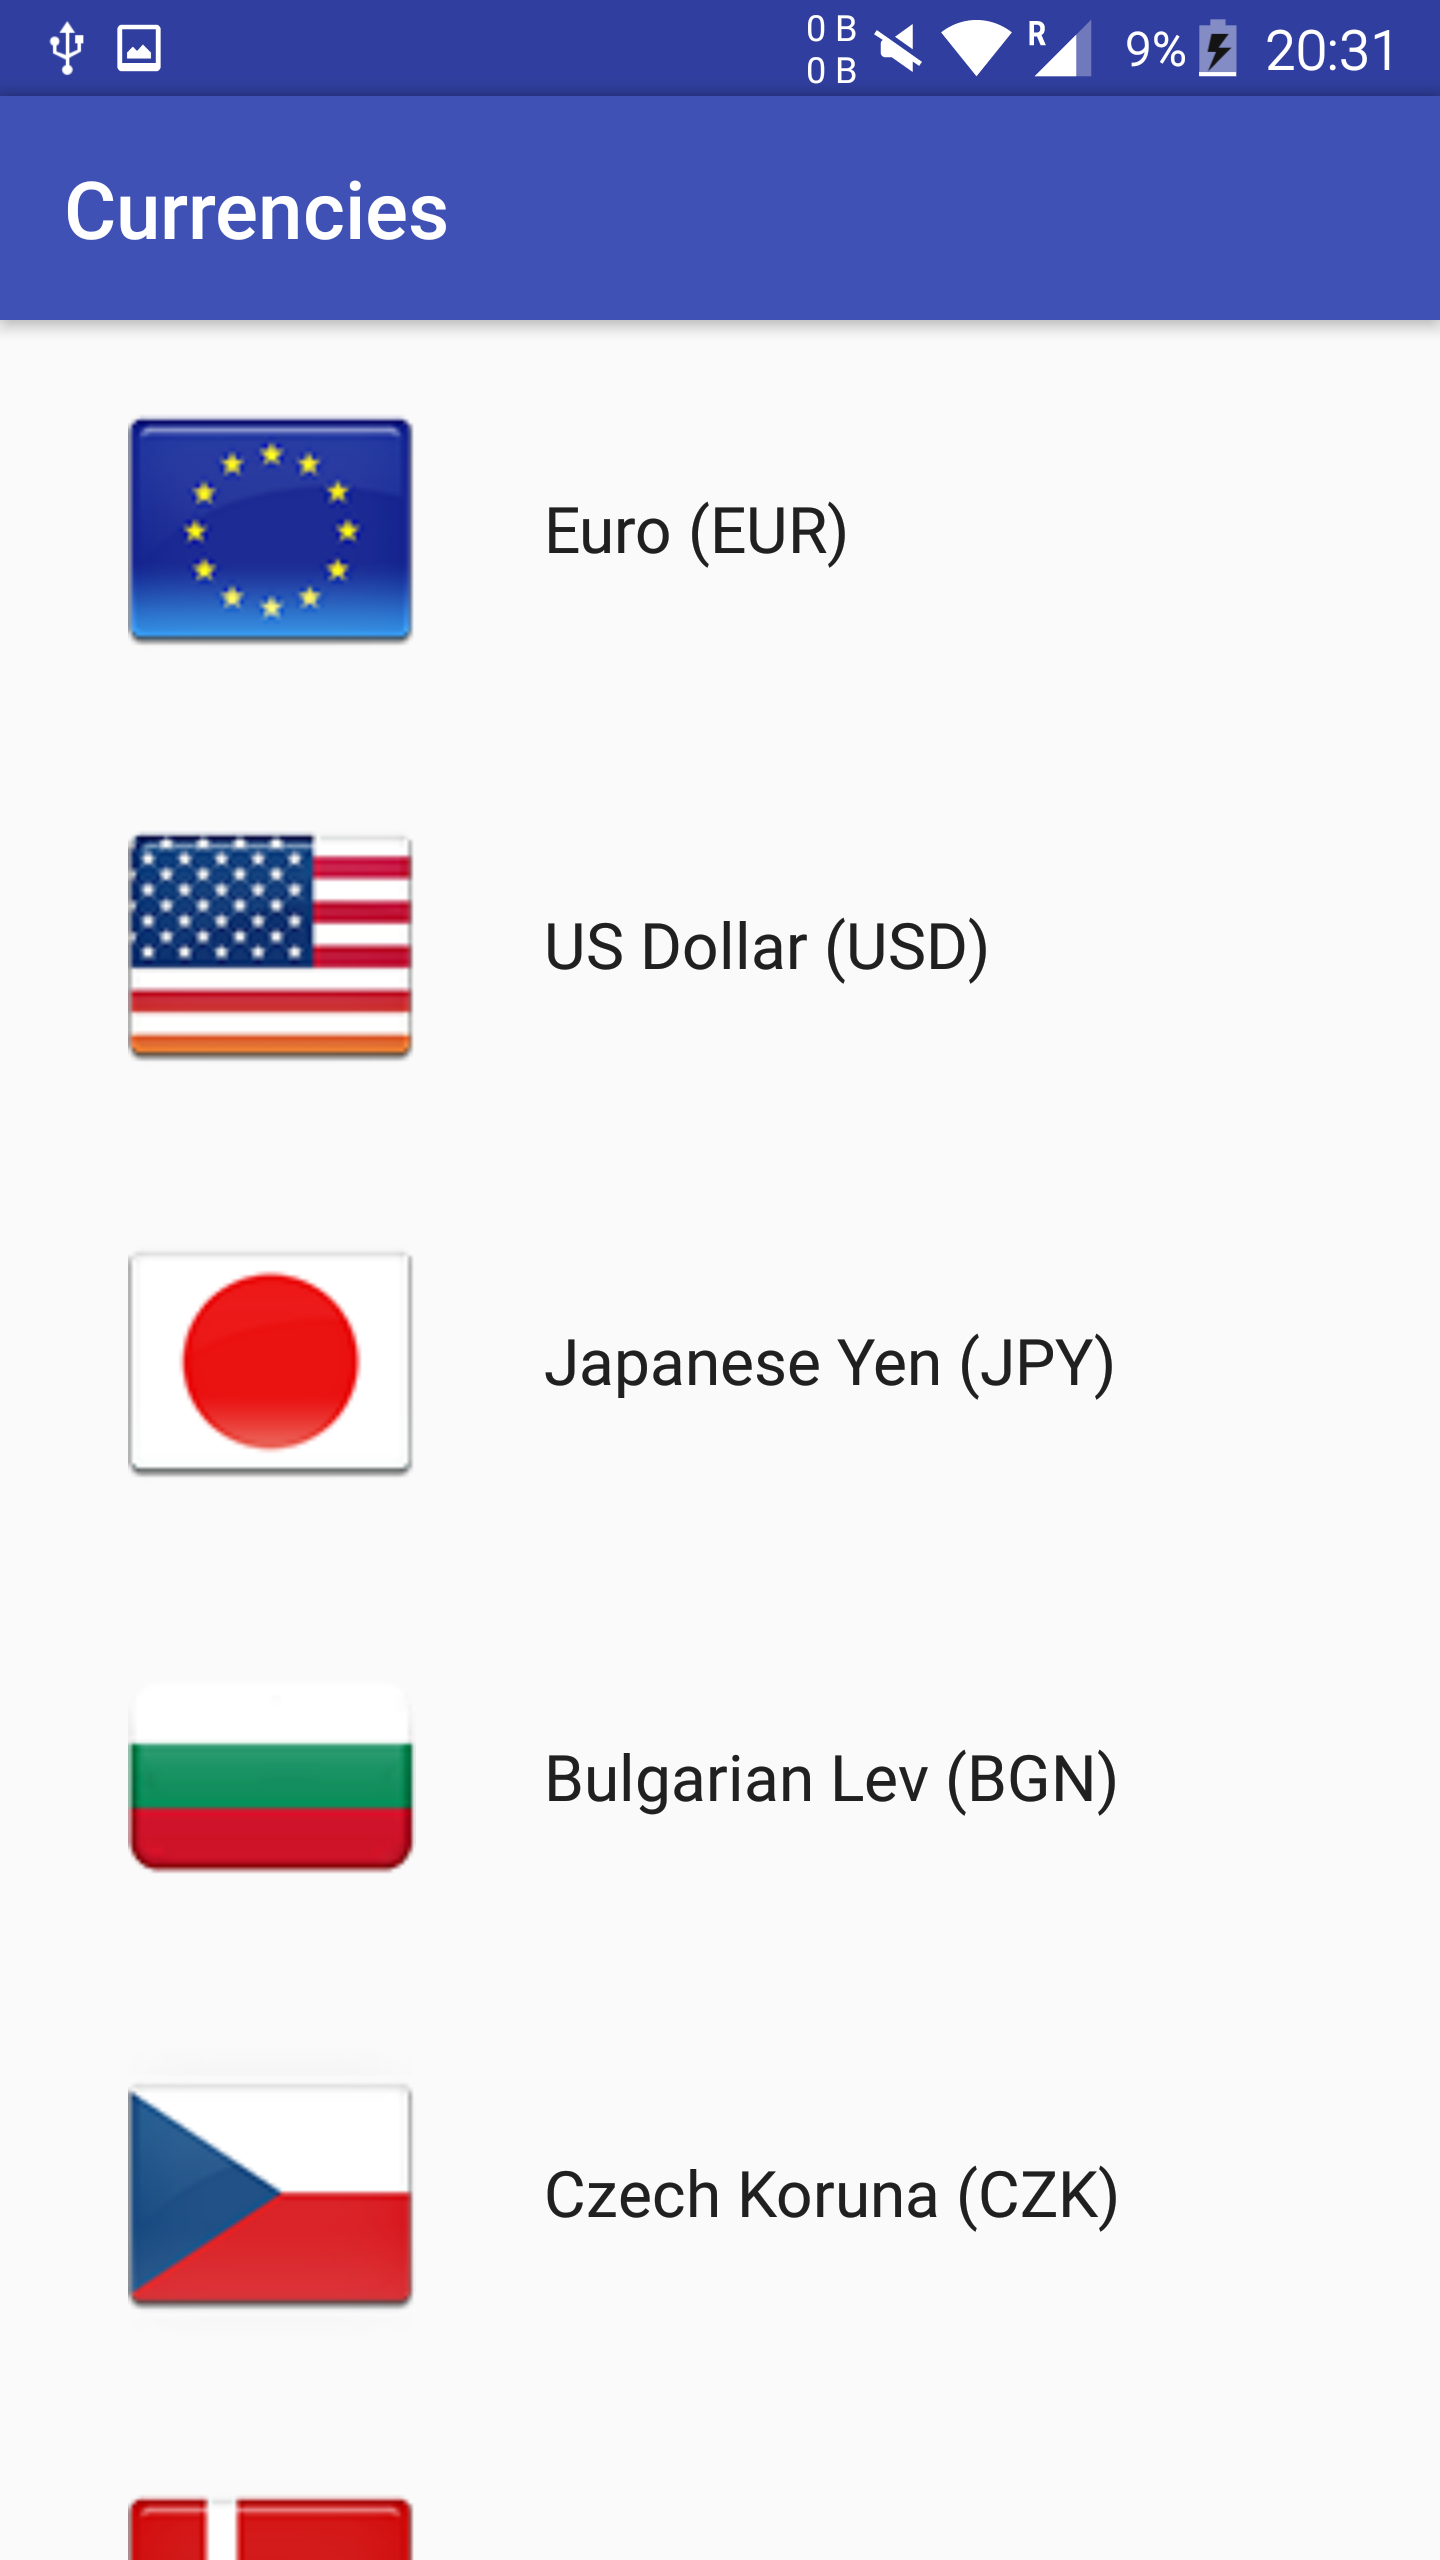 0 B
0 B
R
9%
20:31
Currencies
Euro (EUR)
US Dollar (USD)
Japanese Yen (JPY)
Bulgarian Lev (BGN)
Czech Koruna (CZK)